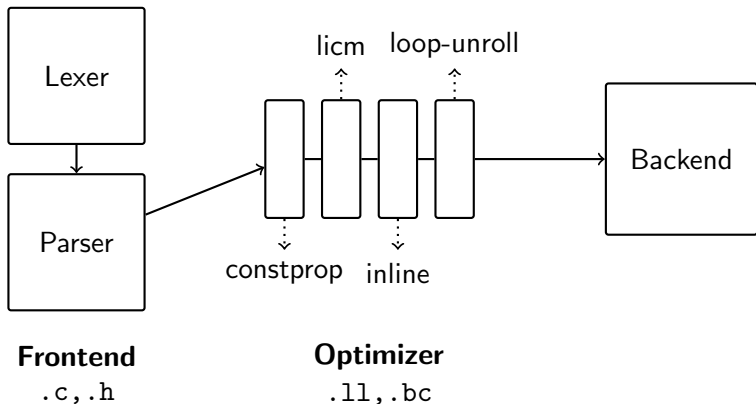 Lexer
licm
loop-unroll
Parser
Backend
constprop
inline
Frontend
.c,.h
Optimizer
.ll,.bc